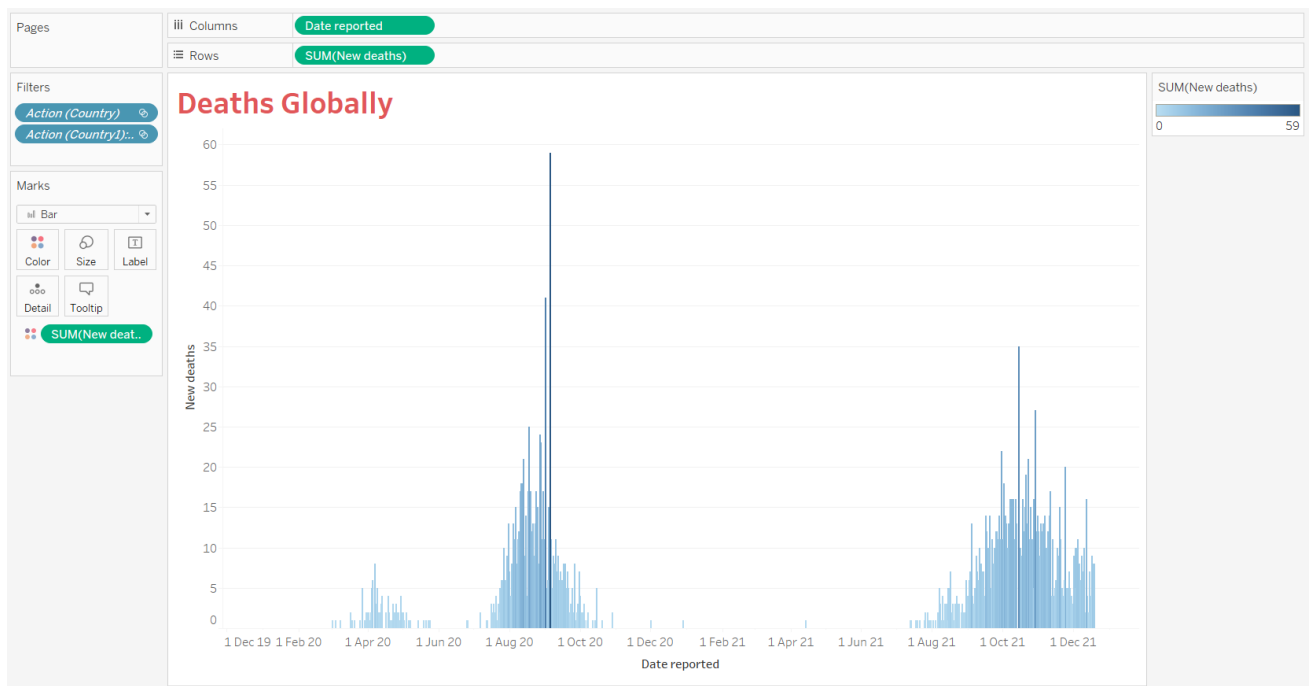 Pages
iii Columns
Date reported
Rows
SUM(New deaths)
Filters
Action (Country)
Action (Country1):..
Marks
Bar
Color
Size
Label
Detail
Tooltip
SUM(New deat..
Deaths Globally
60
55
50
45
40
35
30
25
20
15
10
5
0
New deaths
1 Dec 19
1 Feb 20
1 Apr 20
1 Jun 20
1 Aug 20
1 Oct 20
1 Dec 20
1 Feb 21
1 Apr 21
1 Jun 21
1 Aug 21
1 Oct 21
1 Dec 21
Date reported
SUM(New deaths)
0
59